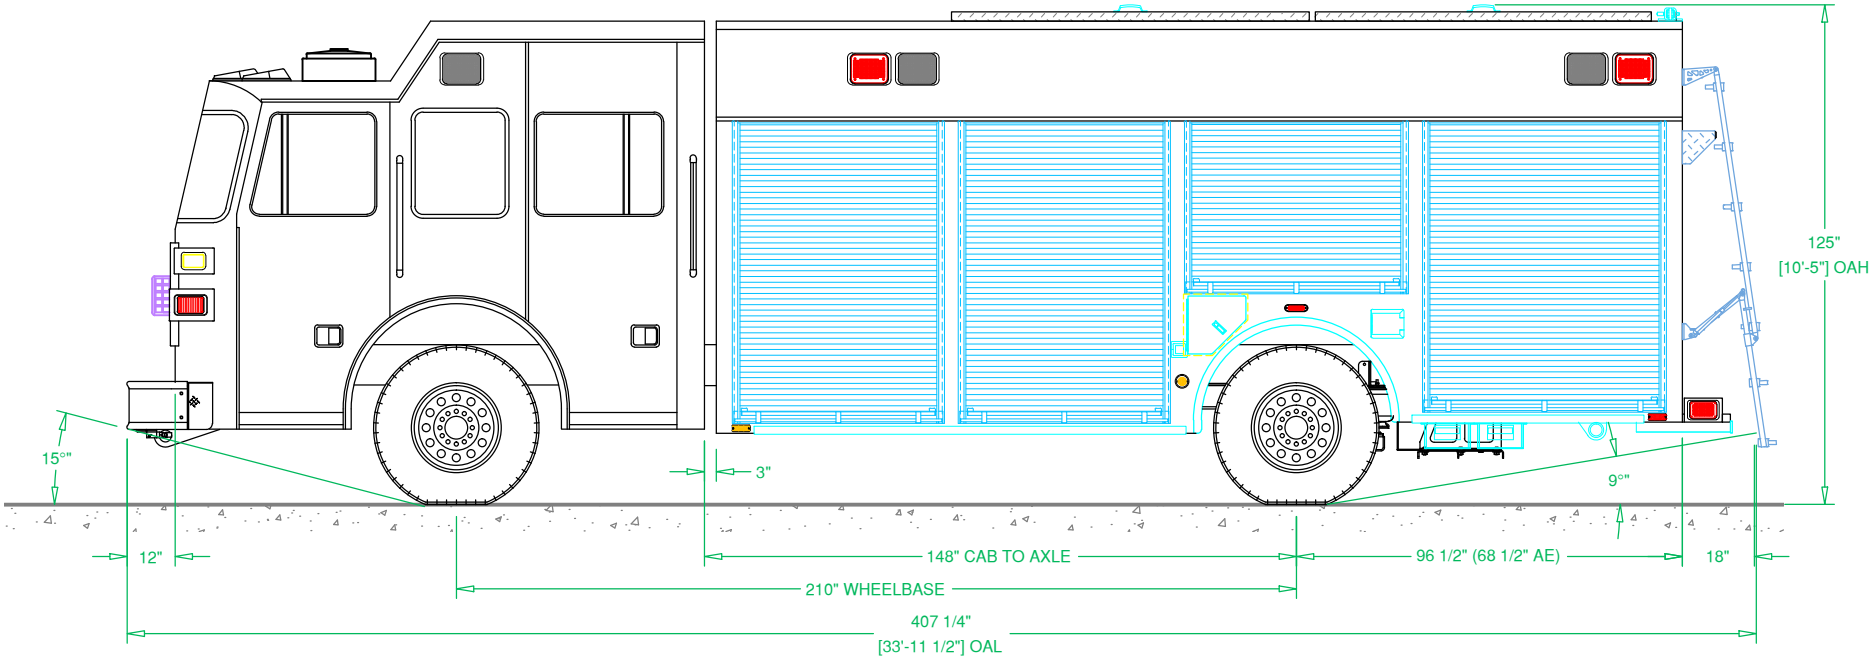 125"
[10'-5"] OAH
15°"
3"
9°"
12"
148" CAB TO AXLE
96 1/2" (68 1/2" AE)
18"
210" WHEELBASE
407 1/4"
[33'-11 1/2"] OAL